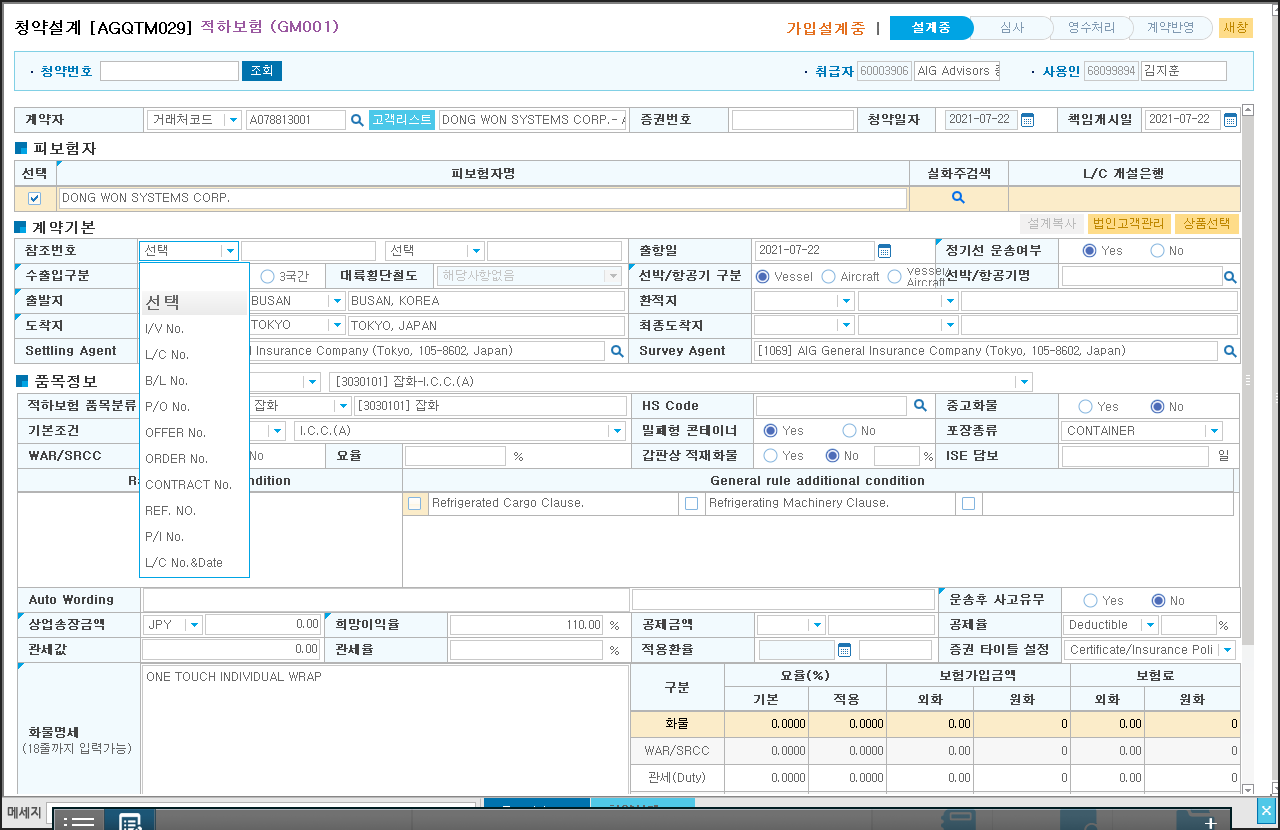 청약설계 [AGQTM029] 적하보험 (GM001) 가입설계중 | 설계중 심사 영수처리 계약반영 새창
· 청약번호 조회 · 취급자 60003906 AIG Advisors · 사용인 68099894 김지훈
계약자 거래처코드 A078813001 고객리스트 DONG WON SYSTEMS CORP.- 증권번호 청약일자 2021-07-22 책임개시일 2021-07-22
피보험자
선택 피보험자명 실화주검색 L/C 개설은행
DONG WON SYSTEMS CORP.
계약기본 설계복사 법인고객관리 상품선택
참조번호 선택 선택 출항일 2021-07-22 정기선 운송여부 Yes No
수출입구분 3국간 대륙횡단철도 해당사항없음 선박/항공기 구분 Vessel Aircraft Vessel/Aircraft 선박/항공기명
출발지 BUSAN BUSAN, KOREA 환적지
도착지 TOKYO TOKYO, JAPAN 최종도착지
Settling Agent l Insurance Company (Tokyo, 105-8602, Japan) Survey Agent [1069] AIG General Insurance Company (Tokyo, 105-8602, Japan)
선택
I/V No.
L/C No.
B/L No.
P/O No.
OFFER No.
ORDER No.
CONTRACT No.
REF. NO.
P/I No.
L/C No.&Date
품목정보 [3030101] 잡화-I.C.C.(A)
적하보험 품목분류 잡화 [3030101] 잡화 HS Code 중고화물 Yes No
기본조건 I.C.C.(A) 밀폐형 콘테이너 Yes No 포장종류 CONTAINER
WAR/SRCC No 요율 % 갑판상 적재화물 Yes No % ISE 담보 일
Ra ondition General rule additional condition
Refrigerated Cargo Clause. Refrigerating Machinery Clause.
Auto Wording 운송후 사고유무 Yes No
상업송장금액 JPY 0.00 희망이익율 110.00 % 공제금액 공제율 Deductible %
관세값 0.00 관세율 % 적용환율 증권 타이틀 설정 Certificate/Insurance Poli
화물명세
(18줄까지 입력가능)
ONE TOUCH INDIVIDUAL WRAP
구분 요율(%) 보험가입금액 보험료
기본 적용 외화 원화 외화 원화
화물 0.0000 0.0000 0.00 0 0.00 0
WAR/SRCC 0.0000 0.0000 0.00 0 0.00 0
관세(Duty) 0.0000 0.0000 0.00 0 0.00 0
메세지